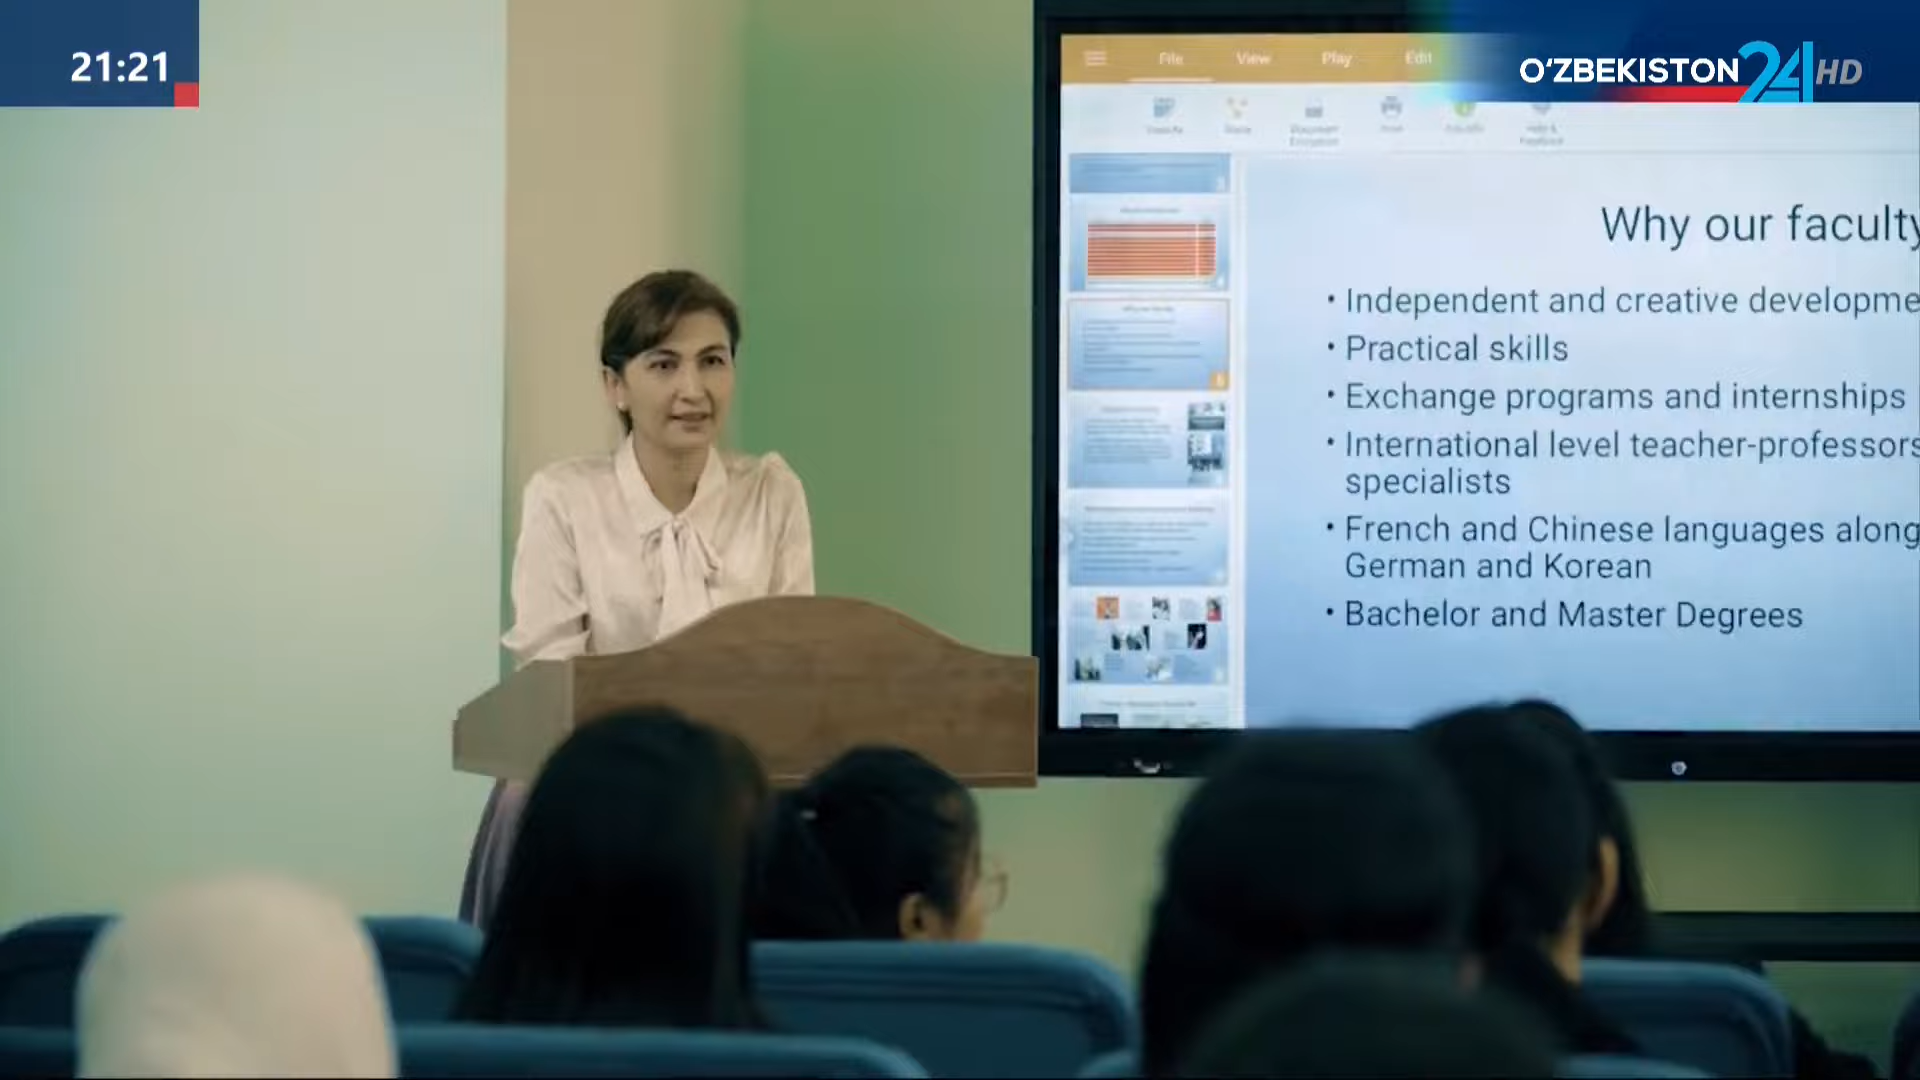 21:21
O‘ZBEKISTON 24 HD
File View Play Edit
Why our faculty
• Independent and creative developme
• Practical skills
• Exchange programs and internships
• International level teacher-professors
specialists
• French and Chinese languages along
German and Korean
• Bachelor and Master Degrees